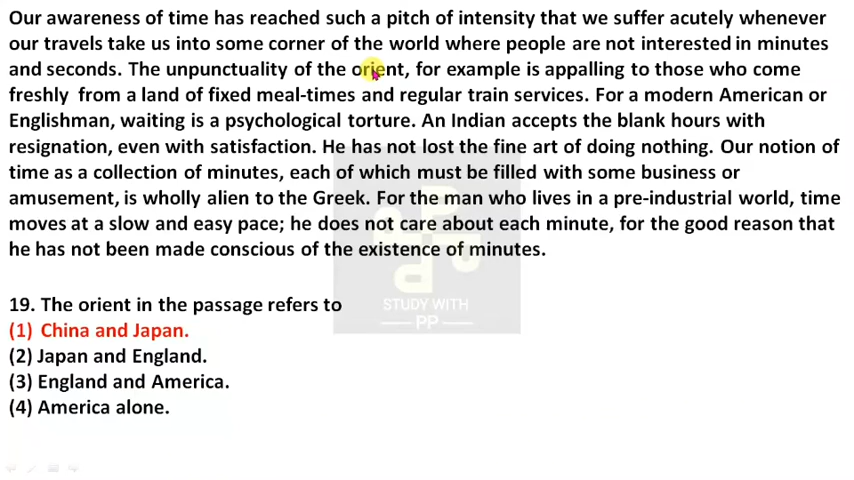 Our awareness of time has reached such a pitch of intensity that we suffer acutely whenever
our travels take us into some corner of the world where people are not interested in minutes
and seconds. The unpunctuality of the orient, for example is appalling to those who come
freshly from a land of fixed meal-times and regular train services. For a modern American or
Englishman, waiting is a psychological torture. An Indian accepts the blank hours with
resignation, even with satisfaction. He has not lost the fine art of doing nothing. Our notion of
time as a collection of minutes, each of which must be filled with some business or
amusement, is wholly alien to the Greek. For the man who lives in a pre-industrial world, time
moves at a slow and easy pace; he does not care about each minute, for the good reason that
he has not been made conscious of the existence of minutes.
19. The orient in the passage refers to
(1) China and Japan.
(2) Japan and England.
(3) England and America.
(4) America alone.
STUDY WITH
PP